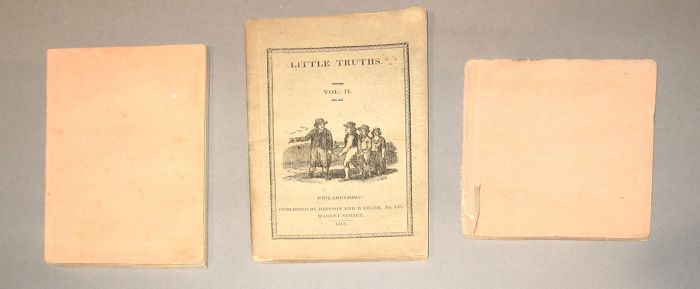 LITTLE TRUTHS.
VOL. II.
PHILADELPHIA:
PUBLISHED BY JOHNSON AND WARNER, No. 147,
MARKET STREET.